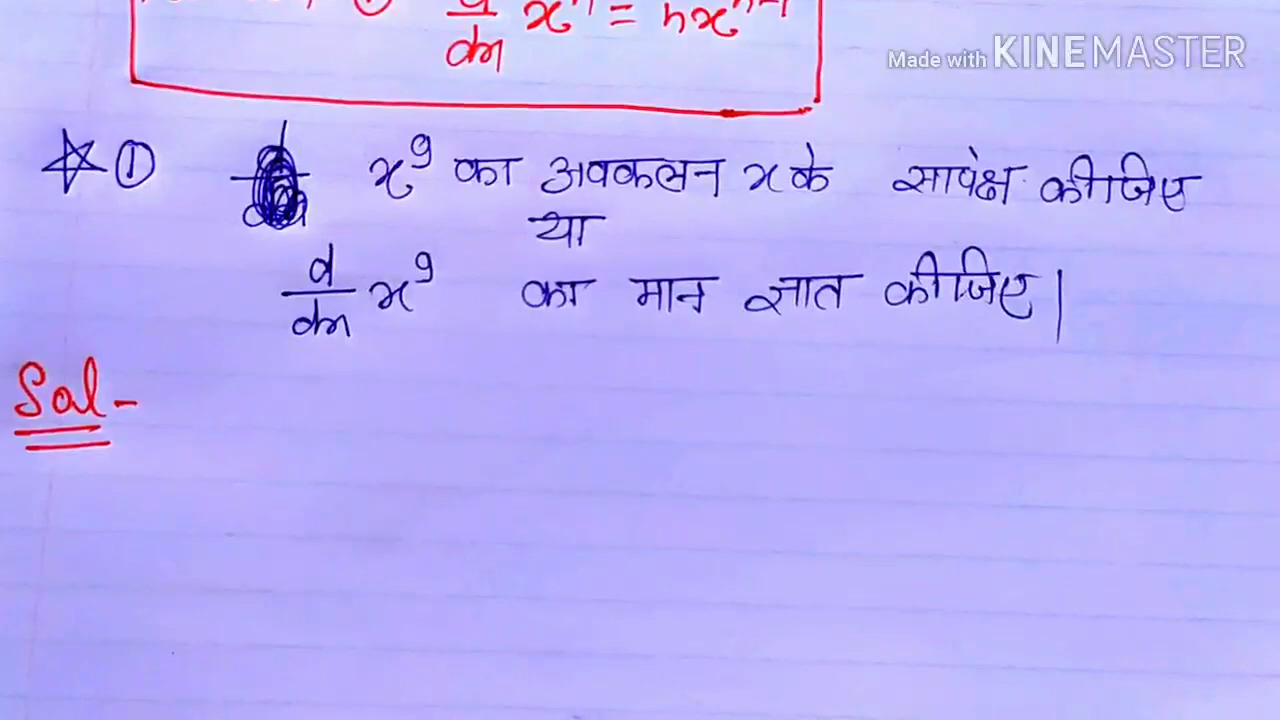 d/dx xⁿ = nxⁿ⁻¹
Made with KINEMASTER
① x⁹ का अवकलन x के सापेक्ष कीजिए
या
d/dx x⁹ का मान ज्ञात कीजिए।
Sol -